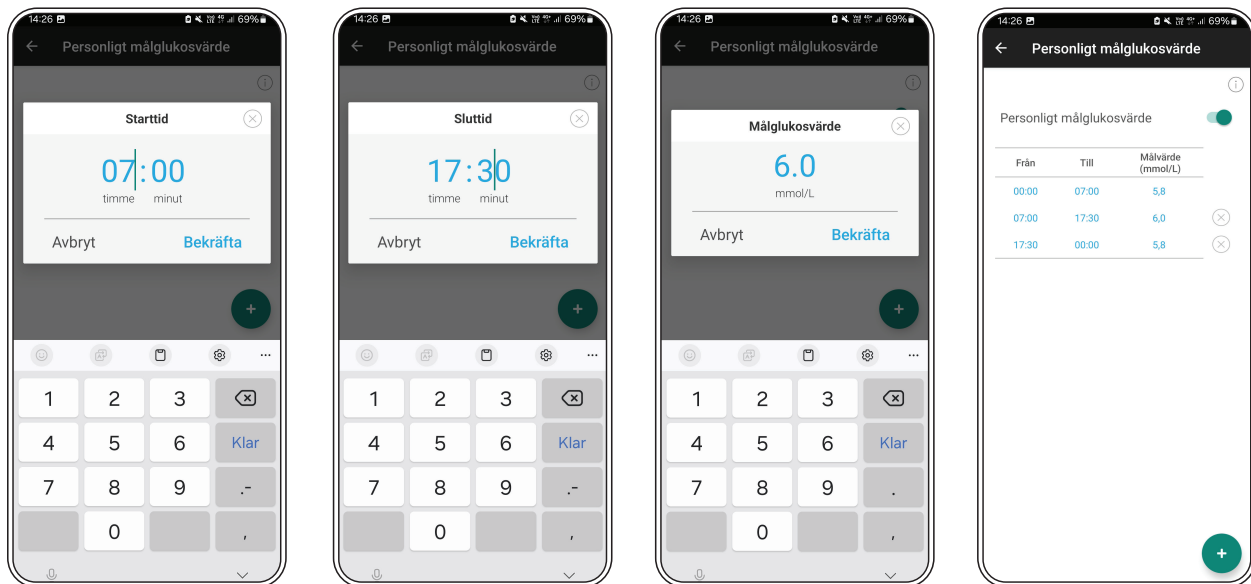 14:26 69%
Personligt målglukosvärde
Starttid
07:00
timme minut
Avbryt Bekräfta
+
1 2 3
4 5 6 Klar
7 8 9 .-
0 ,
14:26 69%
Personligt målglukosvärde
Sluttid
17:30
timme minut
Avbryt Bekräfta
+
1 2 3
4 5 6 Klar
7 8 9 .-
0 ,
14:26 69%
Personligt målglukosvärde
Målglukosvärde
6.0
mmol/L
Avbryt Bekräfta
+
1 2 3
4 5 6 Klar
7 8 9 .
0 ,
14:26 69%
Personligt målglukosvärde
Personligt målglukosvärde
Från Till Målvärde
(mmol/L)
00:00 07:00 5,8
07:00 17:30 6,0
17:30 00:00 5,8
+